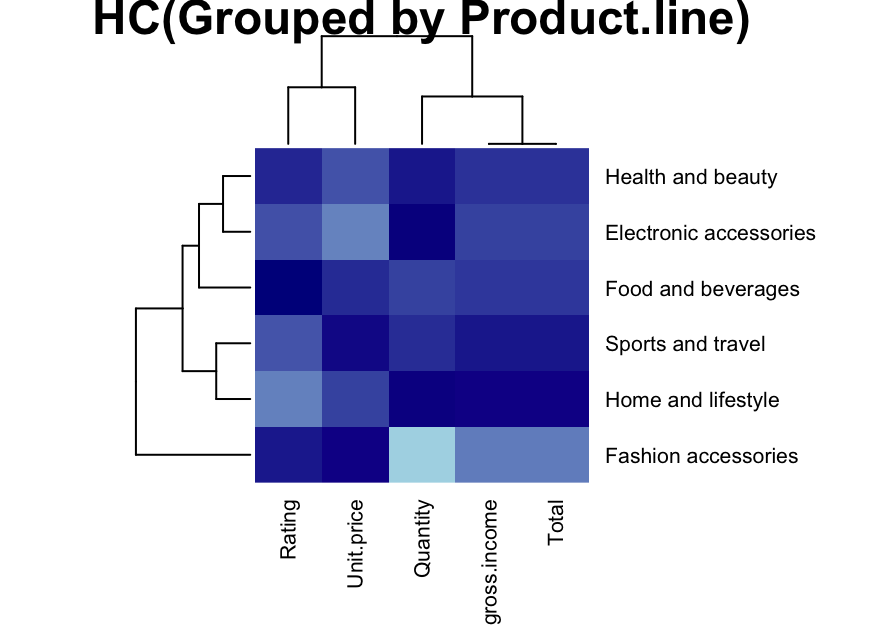 HC(Grouped by Product.line)
Health and beauty
Electronic accessories
Food and beverages
Sports and travel
Home and lifestyle
Fashion accessories
Rating
Unit.price
Quantity
gross.income
Total